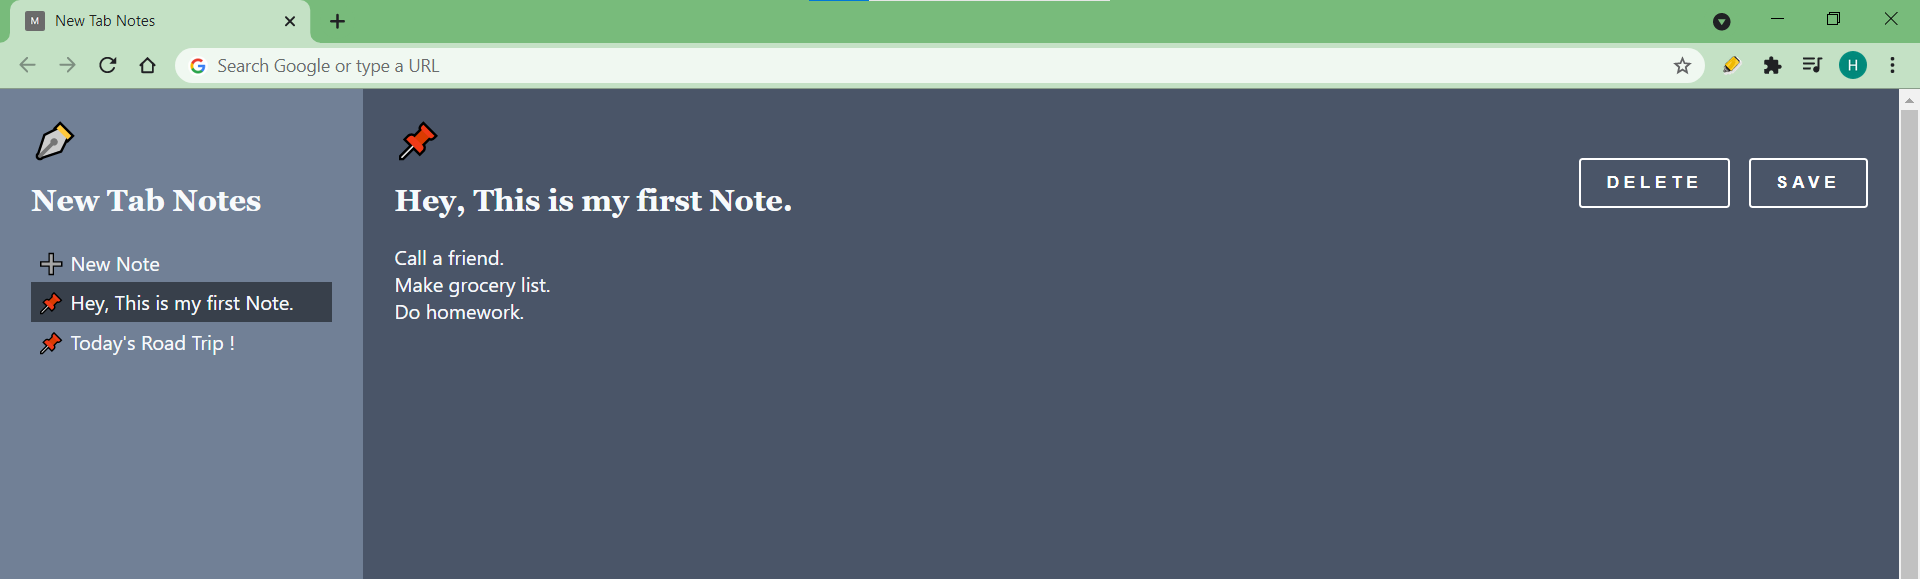 M New Tab Notes
Search Google or type a URL
H
New Tab Notes
New Note
Hey, This is my first Note.
Today's Road Trip !
Hey, This is my first Note.
DELETE
SAVE
Call a friend.
Make grocery list.
Do homework.